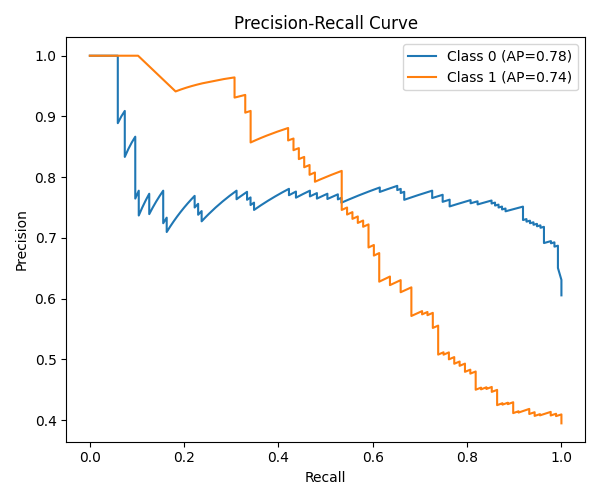 Precision-Recall Curve
Class 0 (AP=0.78)
Class 1 (AP=0.74)
Precision
1.0
0.9
0.8
0.7
0.6
0.5
0.4
0.0 0.2 0.4 0.6 0.8 1.0
Recall